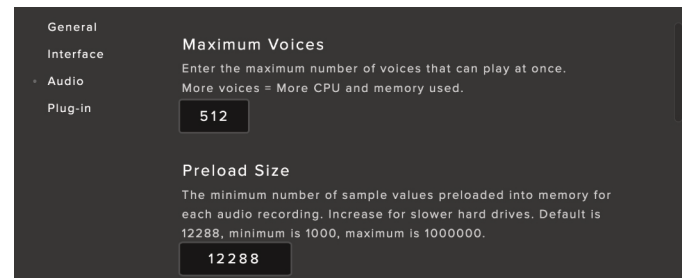 General
Interface
Audio
Plug-in
Maximum Voices
Enter the maximum number of voices that can play at once.
More voices = More CPU and memory used.
512
Preload Size
The minimum number of sample values preloaded into memory for
each audio recording. Increase for slower hard drives. Default is
12288, minimum is 1000, maximum is 1000000.
12288